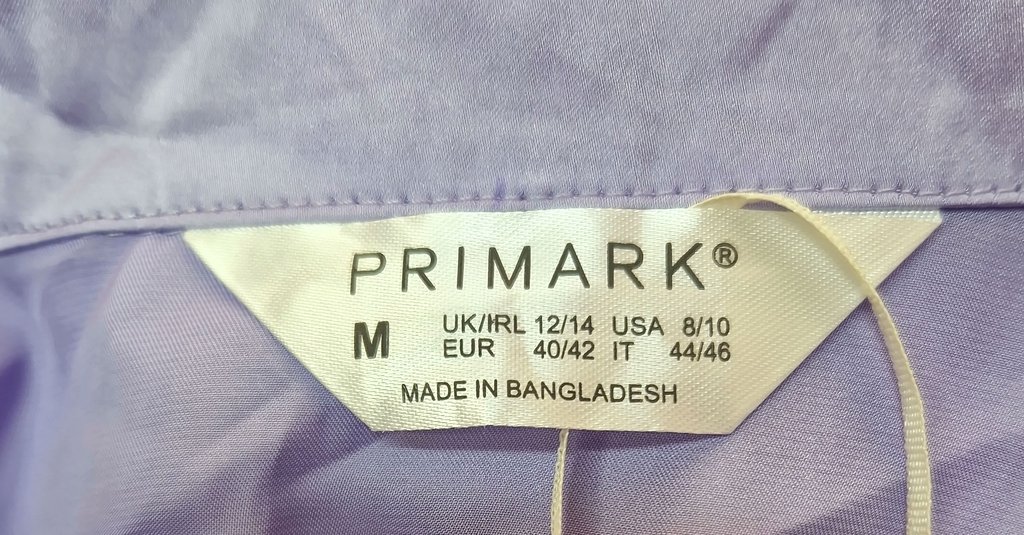 PRIMARK®
M UK/IRL 12/14 USA 8/10
EUR 40/42 IT 44/46
MADE IN BANGLADESH